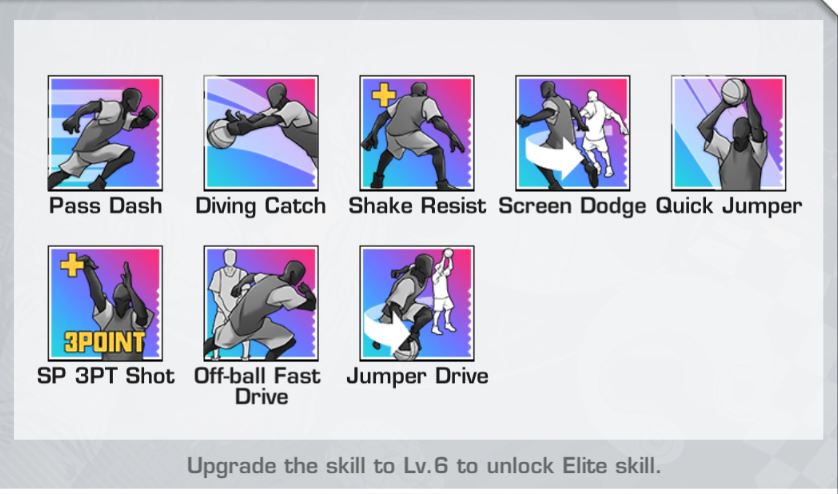 Pass Dash
Diving Catch
Shake Resist
Screen Dodge
Quick Jumper
3POINT
SP 3PT Shot
Off-ball Fast
Drive
Jumper Drive
Upgrade the skill to Lv.6 to unlock Elite skill.